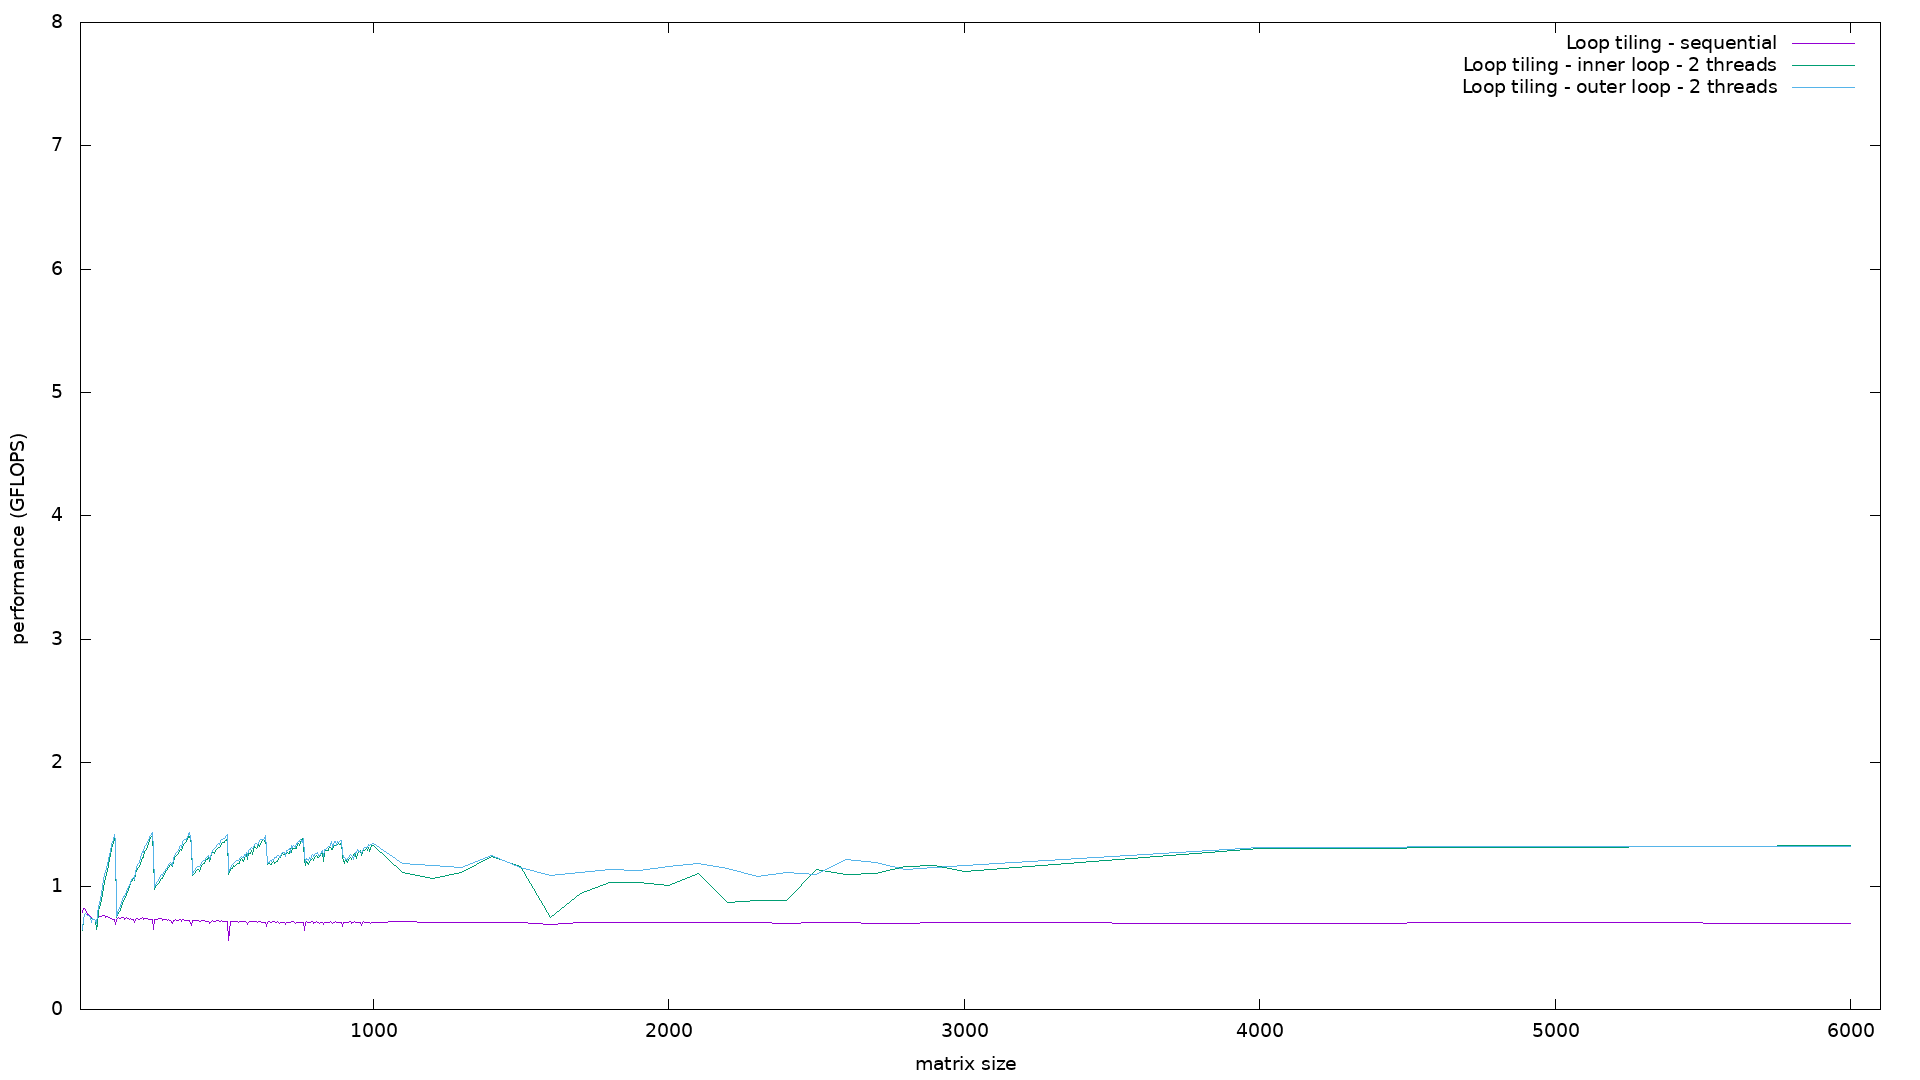 8
7
6
5
4
3
2
1
0
performance (GFLOPS)
Loop tiling - sequential
Loop tiling - inner loop - 2 threads
Loop tiling - outer loop - 2 threads
1000 2000 3000 4000 5000 6000
matrix size